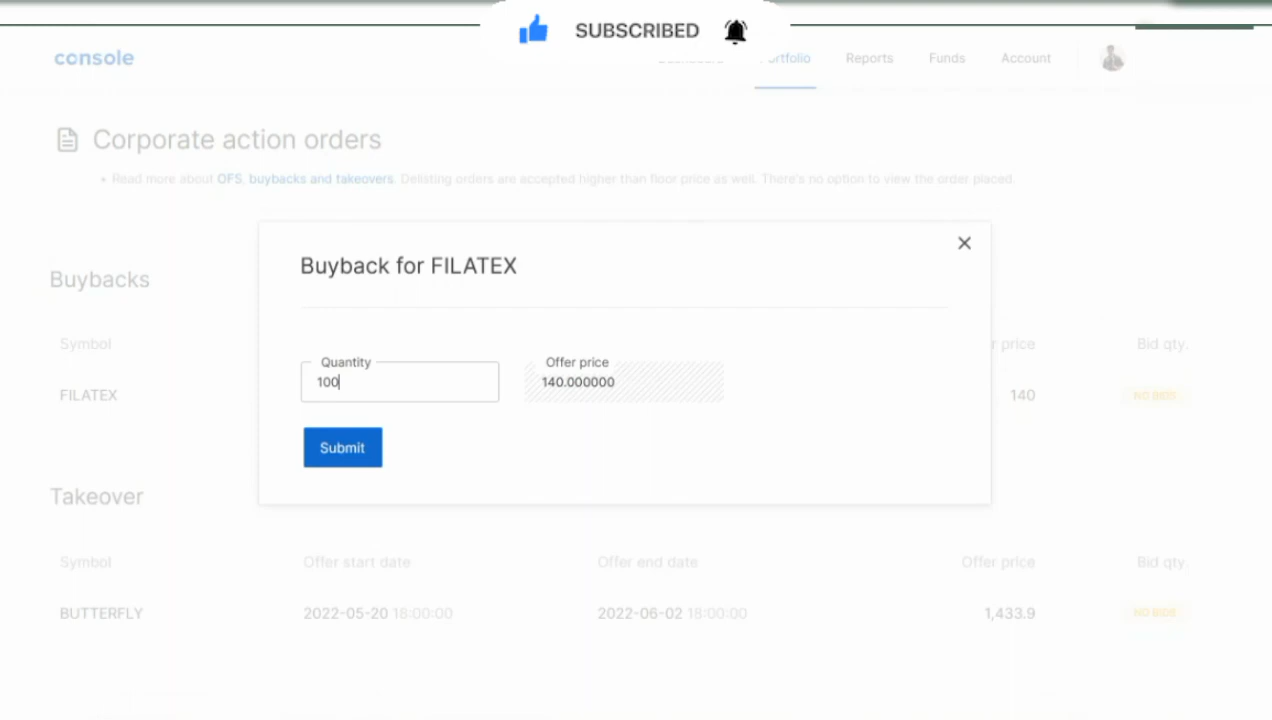 SUBSCRIBED
console
Portfolio Reports Funds Account
Corporate action orders
• Read more about OFS, buybacks and takeovers. Delisting orders are accepted higher than floor price as well. There's no option to view the order placed.
Buyback for FILATEX
Buybacks
Symbol
price Bid qty.
Quantity
100
Offer price
140.000000
FILATEX
140 NO BIDS
Submit
Takeover
Symbol Offer start date Offer end date Offer price Bid qty.
BUTTERFLY 2022-05-20 18:00:00 2022-06-02 18:00:00 1,433.9 NO BIDS